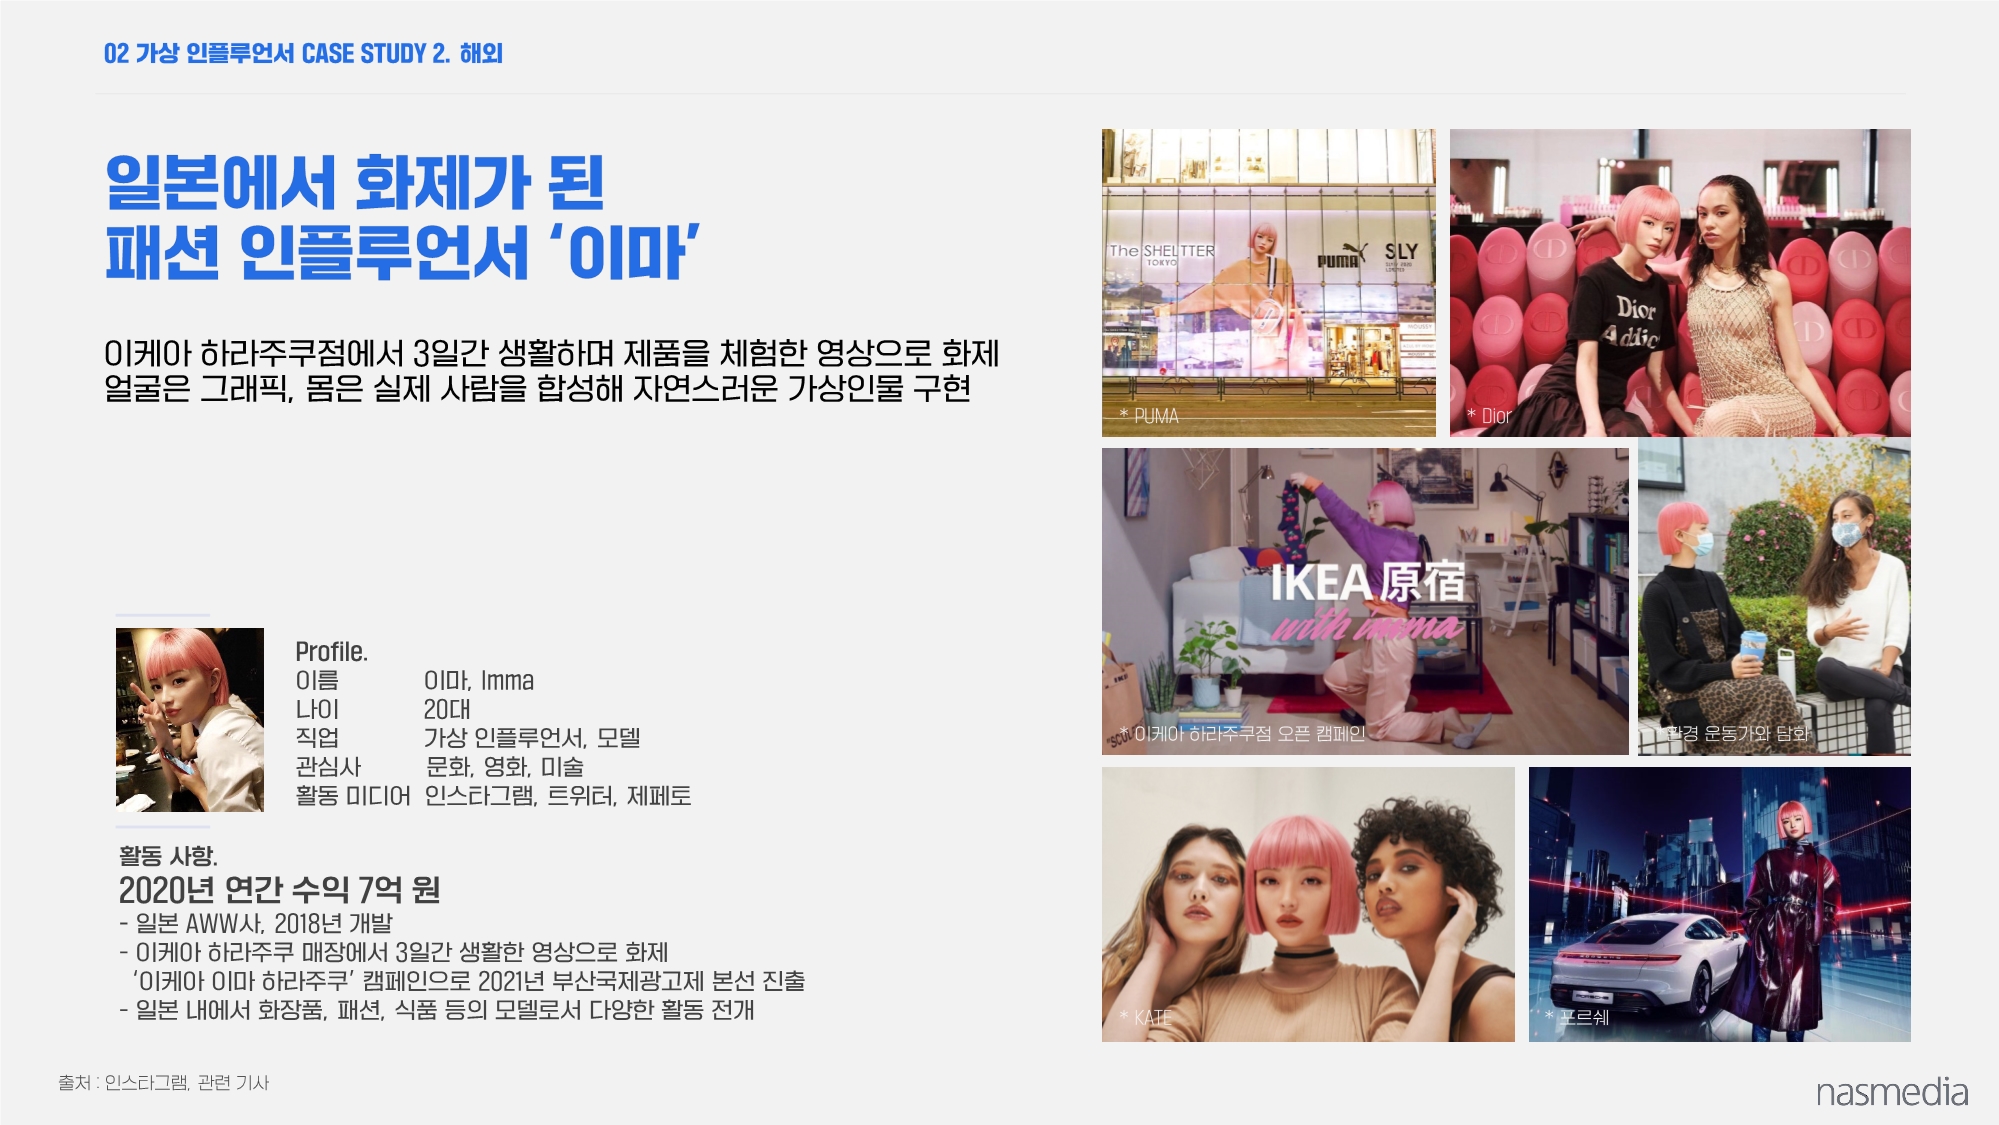 02 가상 인플루언서 CASE STUDY 2. 해외
일본에서 화제가 된
패션 인플루언서 ‘이마’
이케아 하라주쿠점에서 3일간 생활하며 제품을 체험한 영상으로 화제
얼굴은 그래픽, 몸은 실제 사람을 합성해 자연스러운 가상인물 구현
Profile.
이름 이마, Imma
나이 20대
직업 가상 인플루언서, 모델
관심사 문화, 영화, 미술
활동 미디어 인스타그램, 트위터, 제페토
활동 사항.
2020년 연간 수익 7억 원
- 일본 AWW사, 2018년 개발
- 이케아 하라주쿠 매장에서 3일간 생활한 영상으로 화제
‘이케아 이마 하라주쿠’ 캠페인으로 2021년 부산국제광고제 본선 진출
- 일본 내에서 화장품, 패션, 식품 등의 모델로서 다양한 활동 전개
The SHELTTER
TOKYO
PUMA
SLY
* PUMA
Dior
Addic
* Dior
IKEA 原宿
with imma
* 이케아 하라주쿠점 오픈 캠페인
환경 운동가와 담화
* KATE
PORSCHE
* 포르쉐
출처 : 인스타그램, 관련 기사
nasmedia